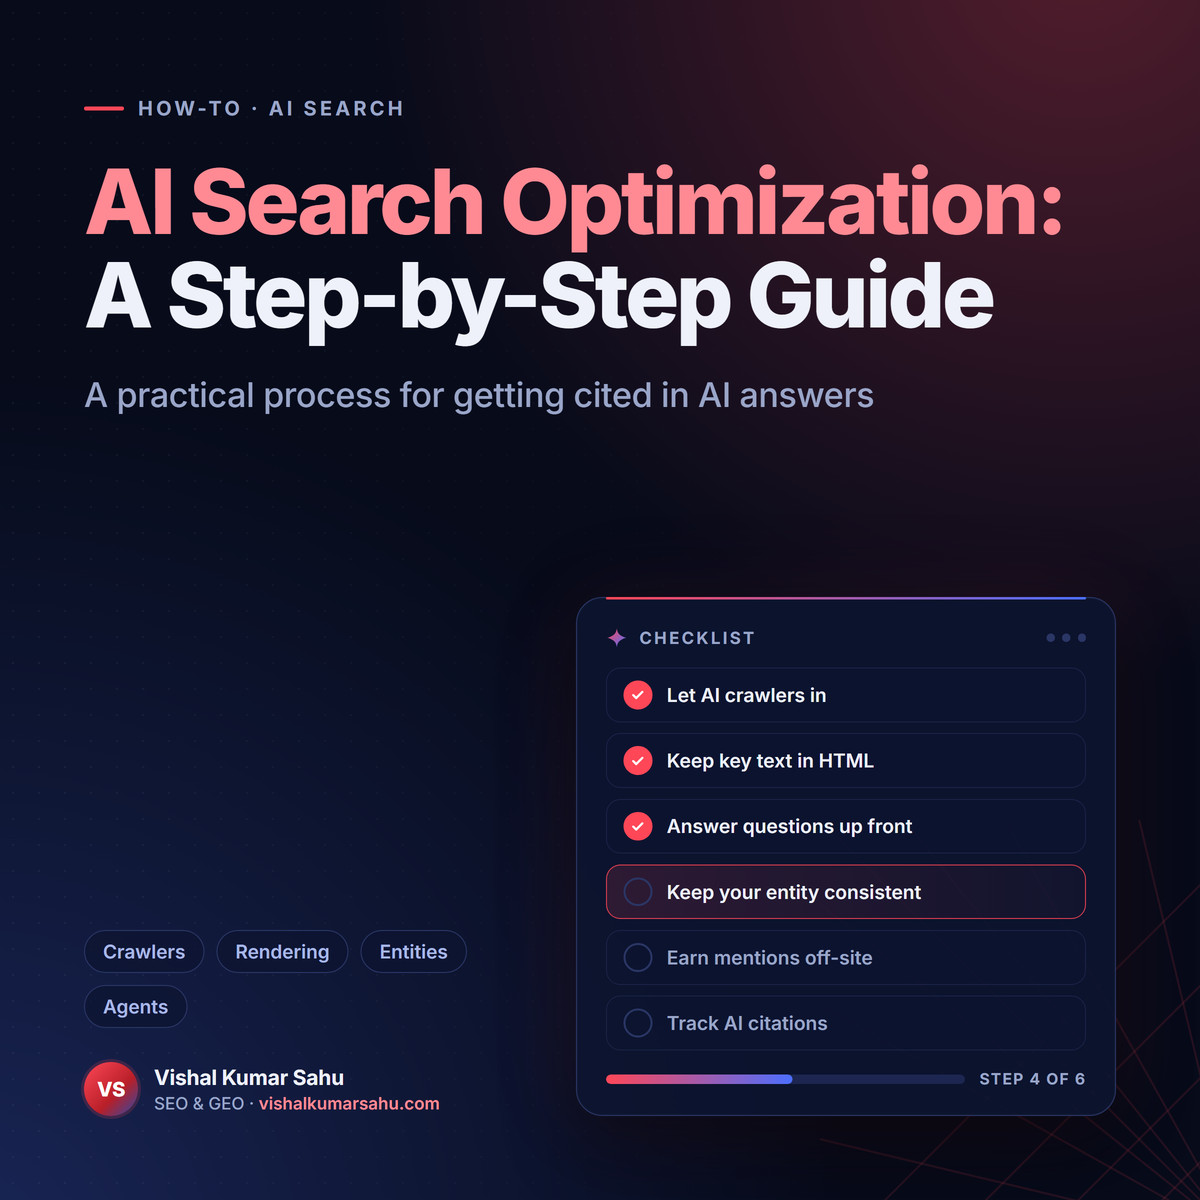 HOW-TO · AI SEARCH
AI Search Optimization:
A Step-by-Step Guide
A practical process for getting cited in AI answers
CHECKLIST
Let AI crawlers in
Keep key text in HTML
Answer questions up front
Keep your entity consistent
Earn mentions off-site
Track AI citations
STEP 4 OF 6
Crawlers Rendering Entities
Agents
VS
Vishal Kumar Sahu
SEO & GEO · vishalkumarsahu.com